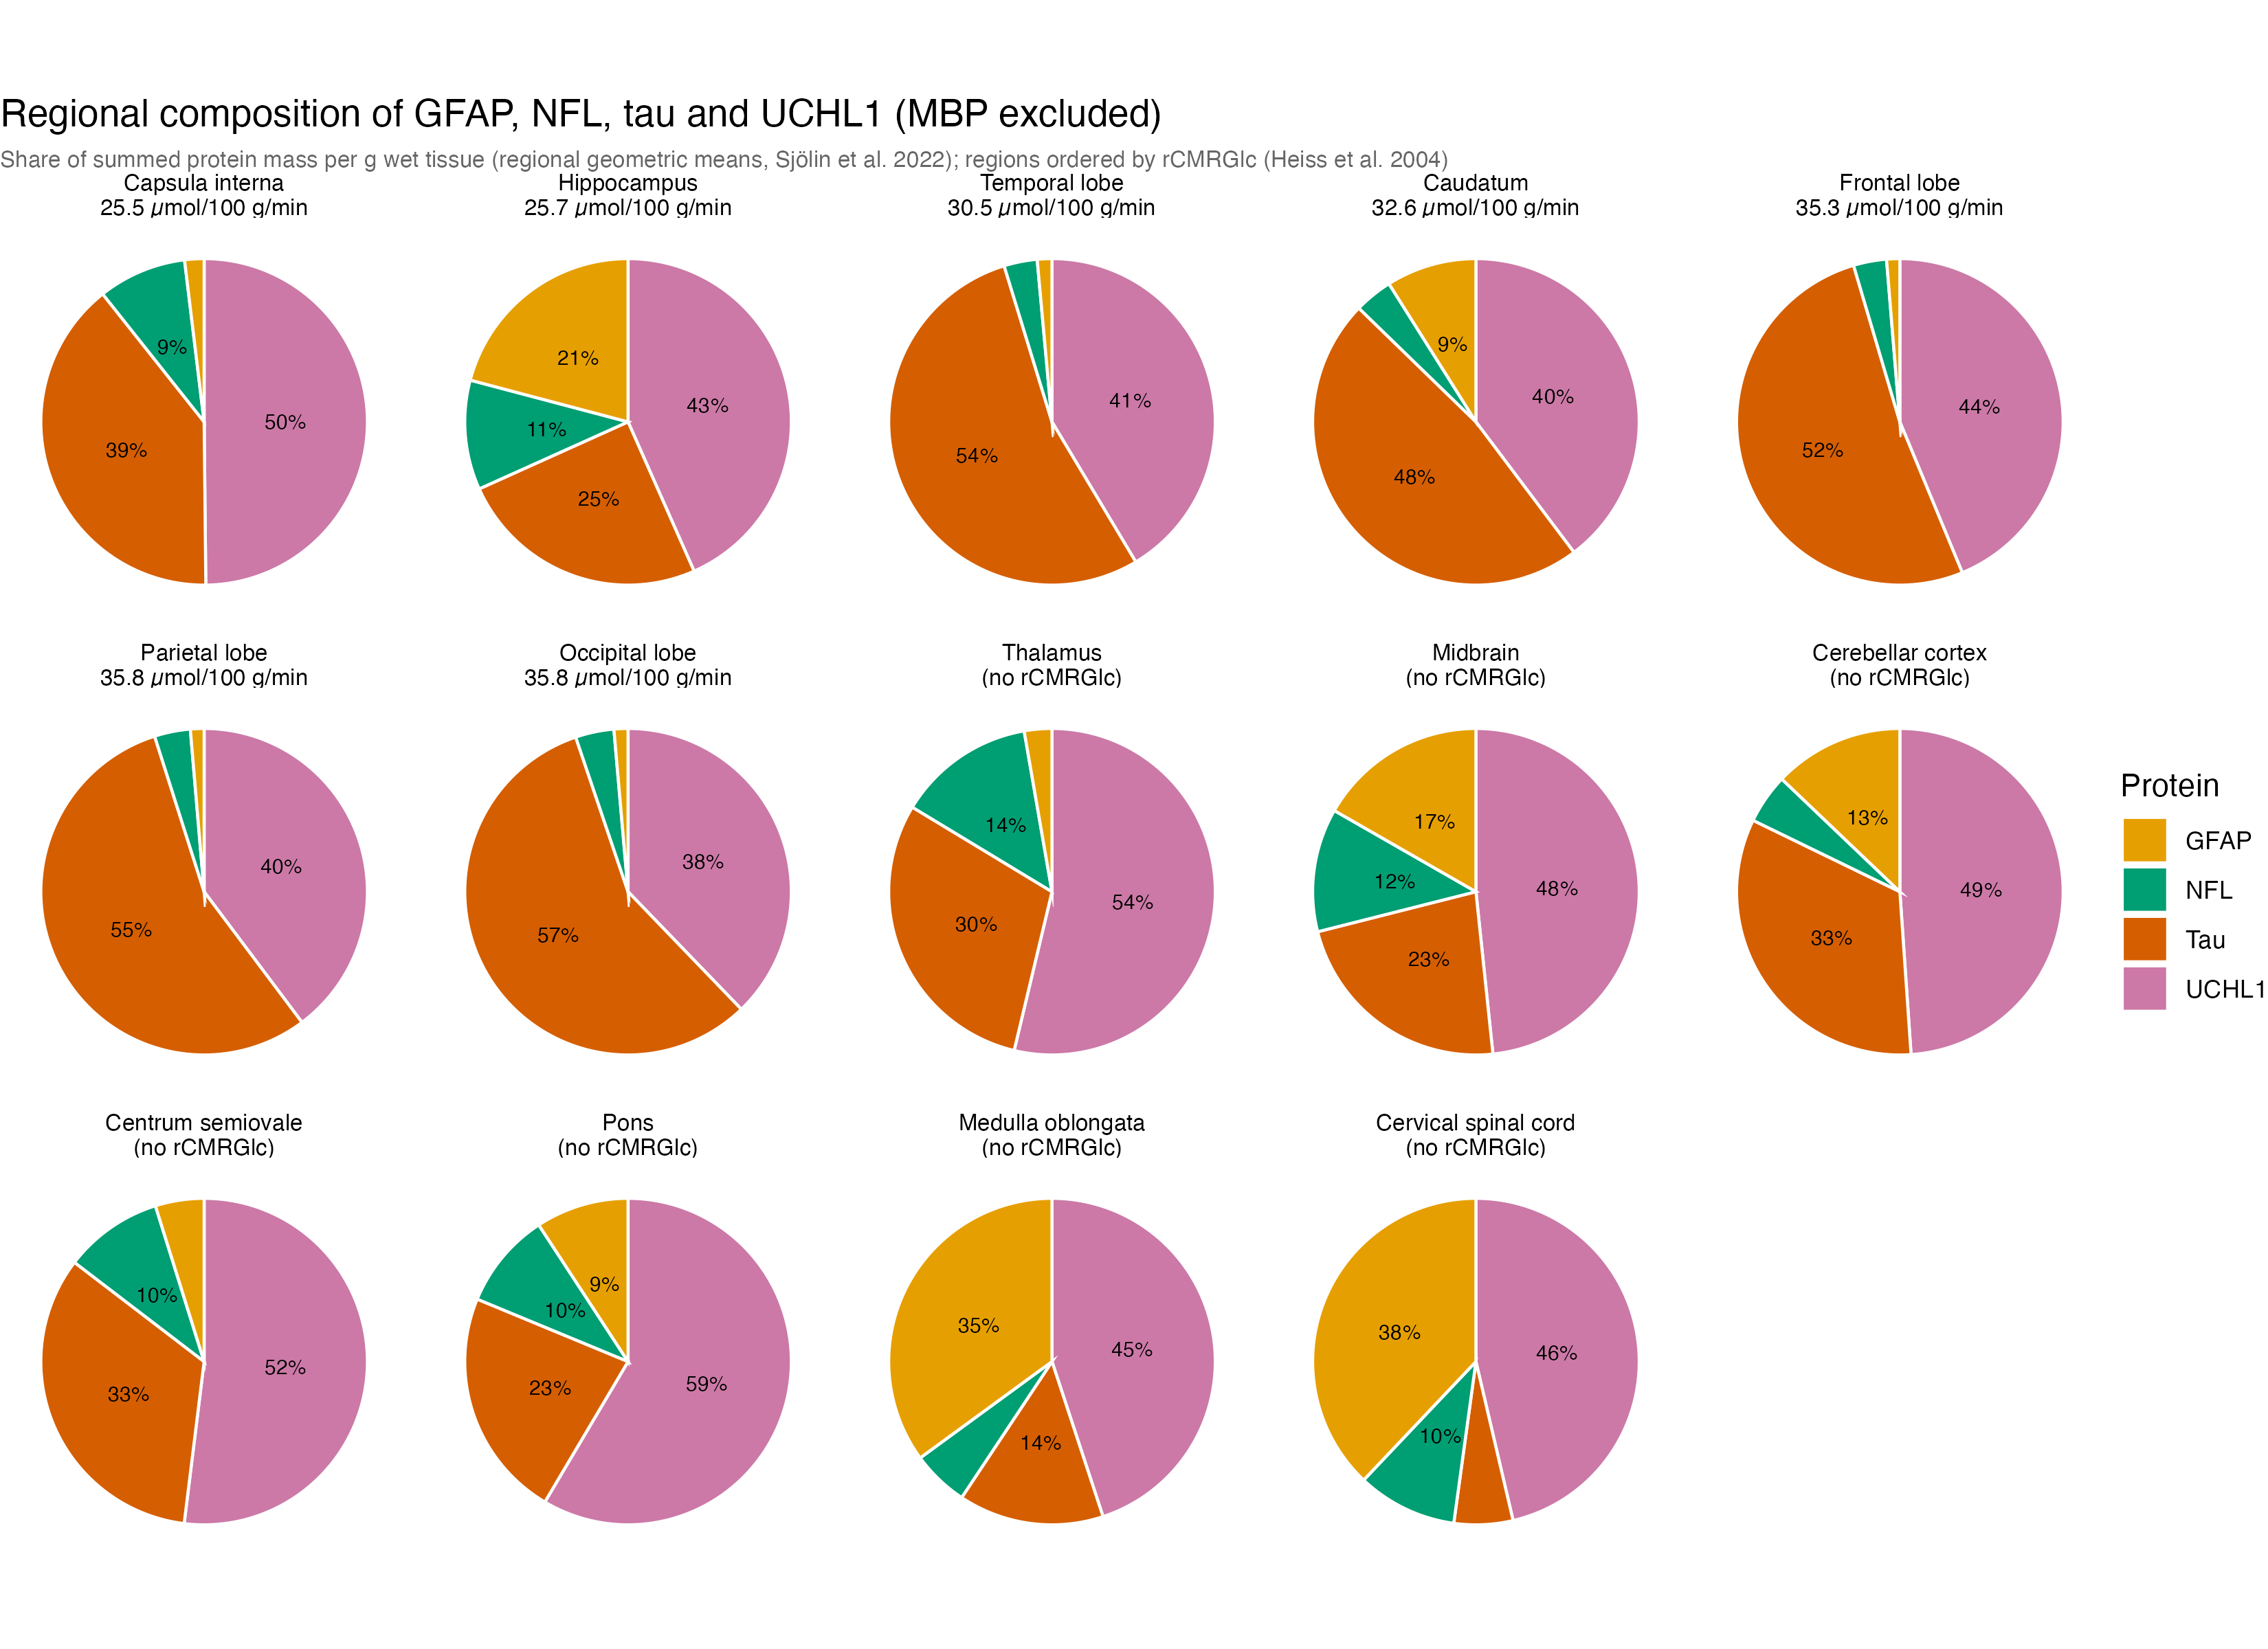 Regional composition of GFAP, NFL, tau and UCHL1 (MBP excluded)
Share of summed protein mass per g wet tissue (regional geometric means, Sjölin et al. 2022); regions ordered by rCMRGlc (Heiss et al. 2004)
Capsula interna
25.5 µmol/100 g/min
9%
50%
39%
Hippocampus
25.7 µmol/100 g/min
21%
43%
11%
25%
Temporal lobe
30.5 µmol/100 g/min
41%
54%
Caudatum
32.6 µmol/100 g/min
9%
40%
48%
Frontal lobe
35.3 µmol/100 g/min
44%
52%
Parietal lobe
35.8 µmol/100 g/min
40%
55%
Occipital lobe
35.8 µmol/100 g/min
38%
57%
Thalamus
(no rCMRGlc)
14%
54%
30%
Midbrain
(no rCMRGlc)
17%
12%
48%
23%
Cerebellar cortex
(no rCMRGlc)
13%
49%
33%
Protein
GFAP
NFL
Tau
UCHL1
Centrum semiovale
(no rCMRGlc)
10%
52%
33%
Pons
(no rCMRGlc)
9%
10%
59%
23%
Medulla oblongata
(no rCMRGlc)
35%
45%
14%
Cervical spinal cord
(no rCMRGlc)
38%
46%
10%